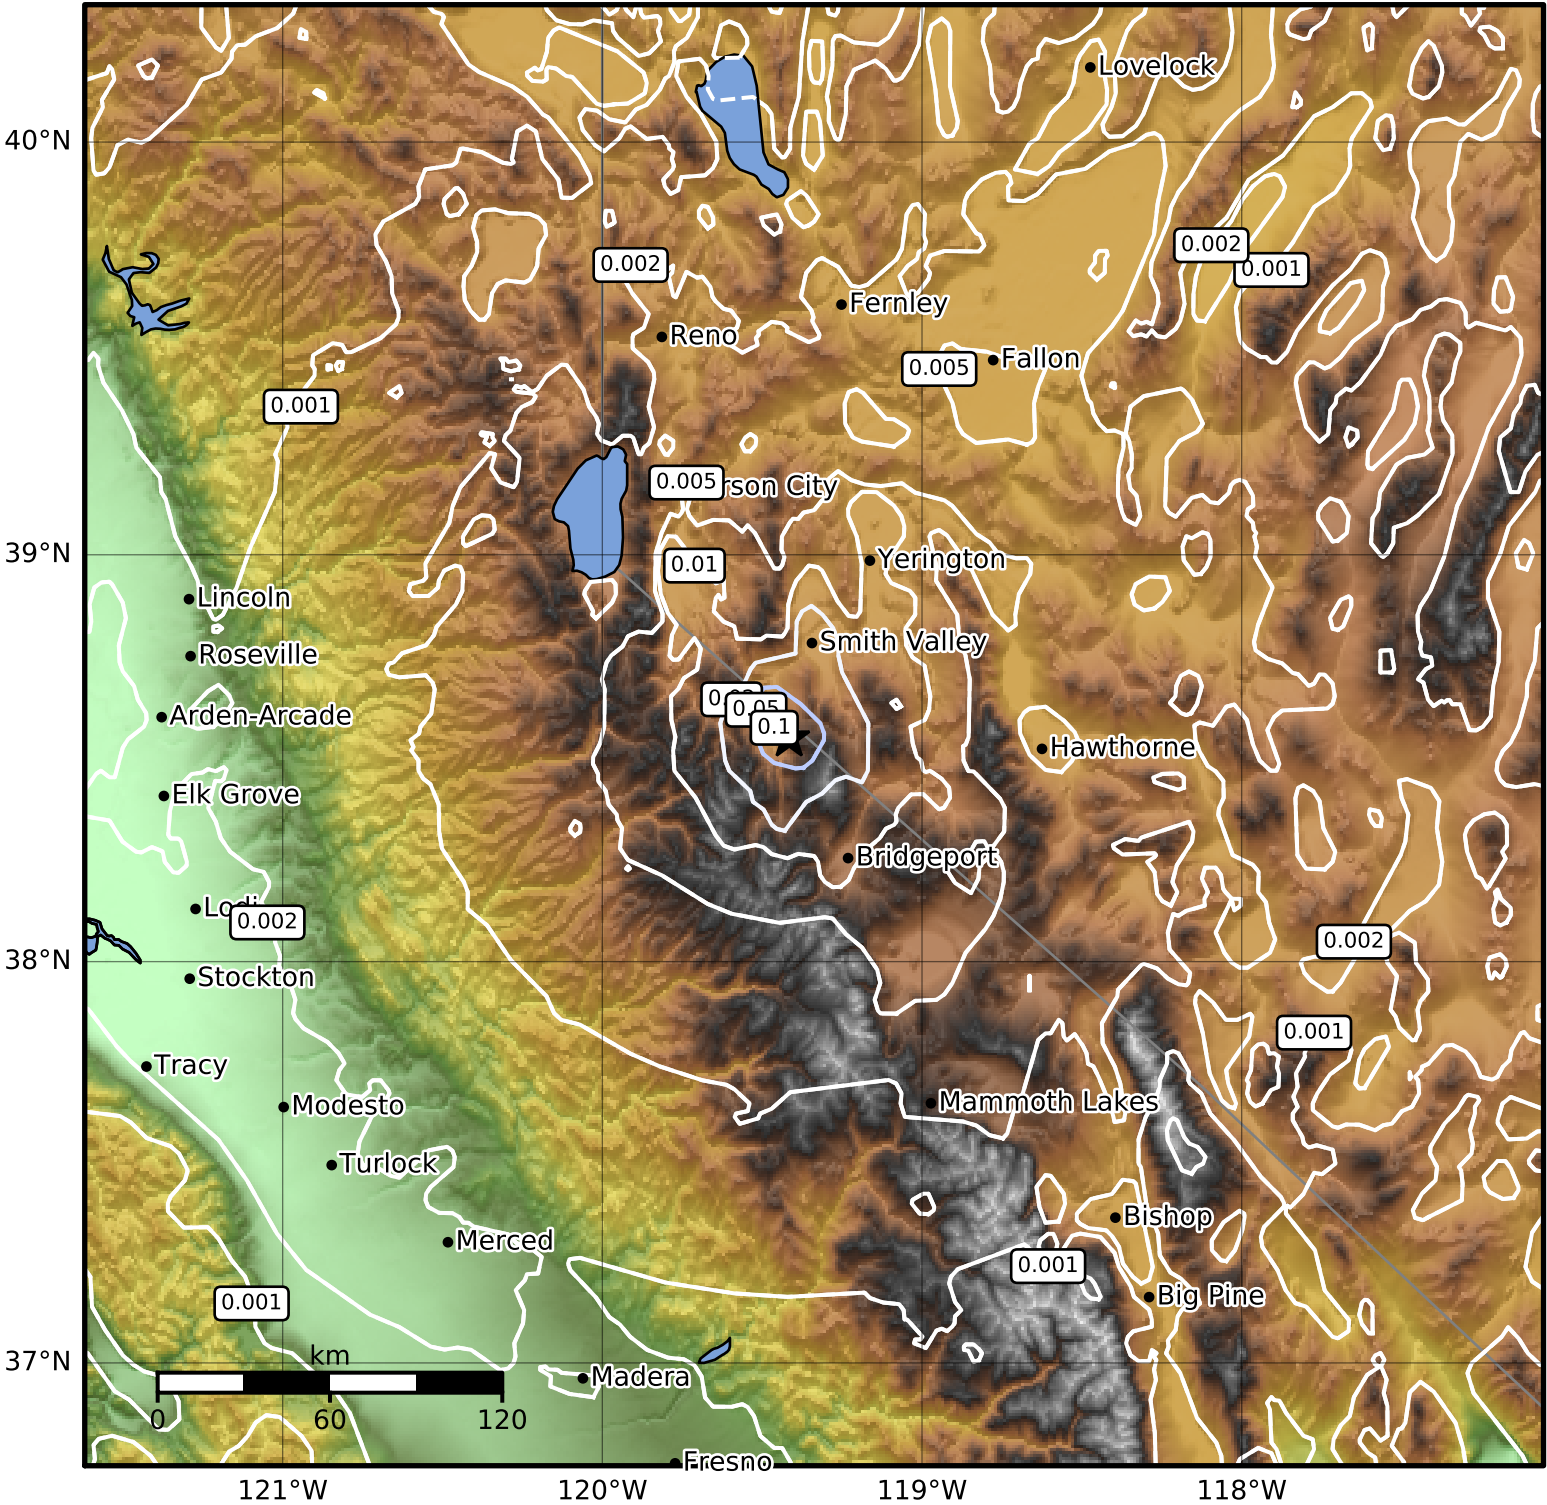 Lovelock
40°N
0.002
0.001
0.002
Fernley
Reno
Fallon
0.005
0.001
0.005
rson City
39°N
0.01
Yerington
Lincoln
Smith Valley
Roseville
0.05
Arden-Arcade
0.1
Hawthorne
Elk Grove
Bridgeport
Lodi
0.002
0.002
38°N
Stockton
0.001
Tracy
Mammoth Lakes
Modesto
Turlock
Bishop
Merced
0.001
Big Pine
0.001
km
37°N
Madera
0 60 120
Fresno
121°W 120°W 119°W 118°W